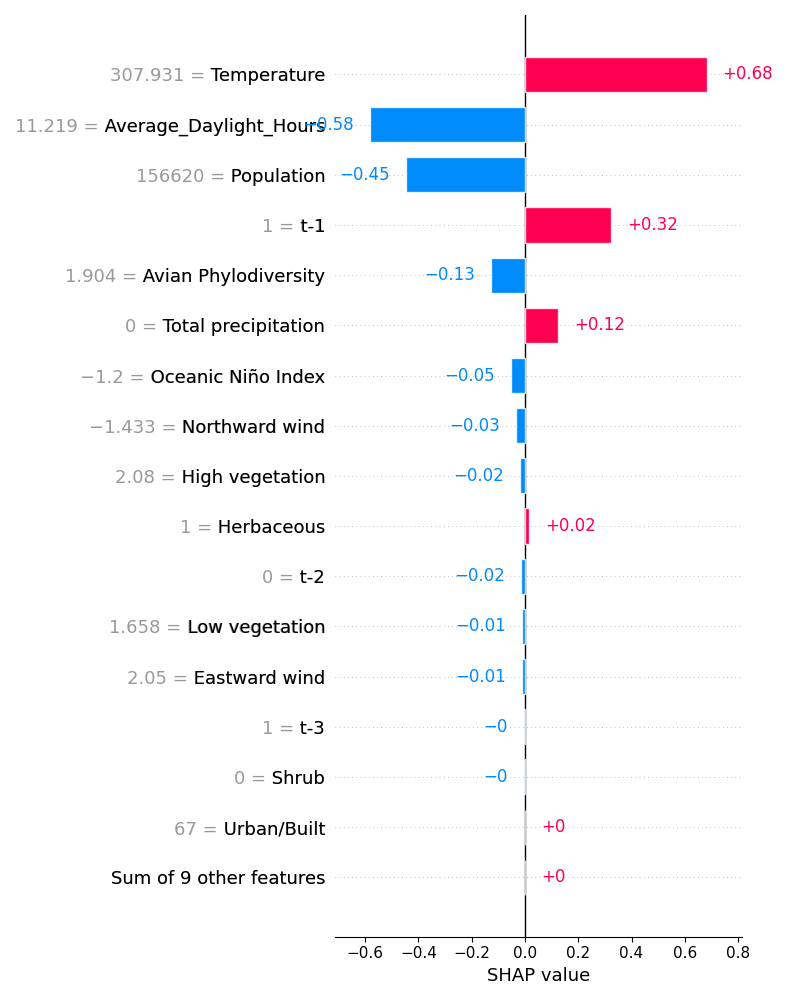 307.931 = Temperature +0.68
11.219 = Average_Daylight_Hours −0.58
156620 = Population −0.45
1 = t-1 +0.32
1.904 = Avian Phylodiversity −0.13
0 = Total precipitation +0.12
−1.2 = Oceanic Niño Index −0.05
−1.433 = Northward wind −0.03
2.08 = High vegetation −0.02
1 = Herbaceous +0.02
0 = t-2 −0.02
1.658 = Low vegetation −0.01
2.05 = Eastward wind −0.01
1 = t-3 −0
0 = Shrub −0
67 = Urban/Built +0
Sum of 9 other features +0
−0.6 −0.4 −0.2 0.0 0.2 0.4 0.6 0.8
SHAP value